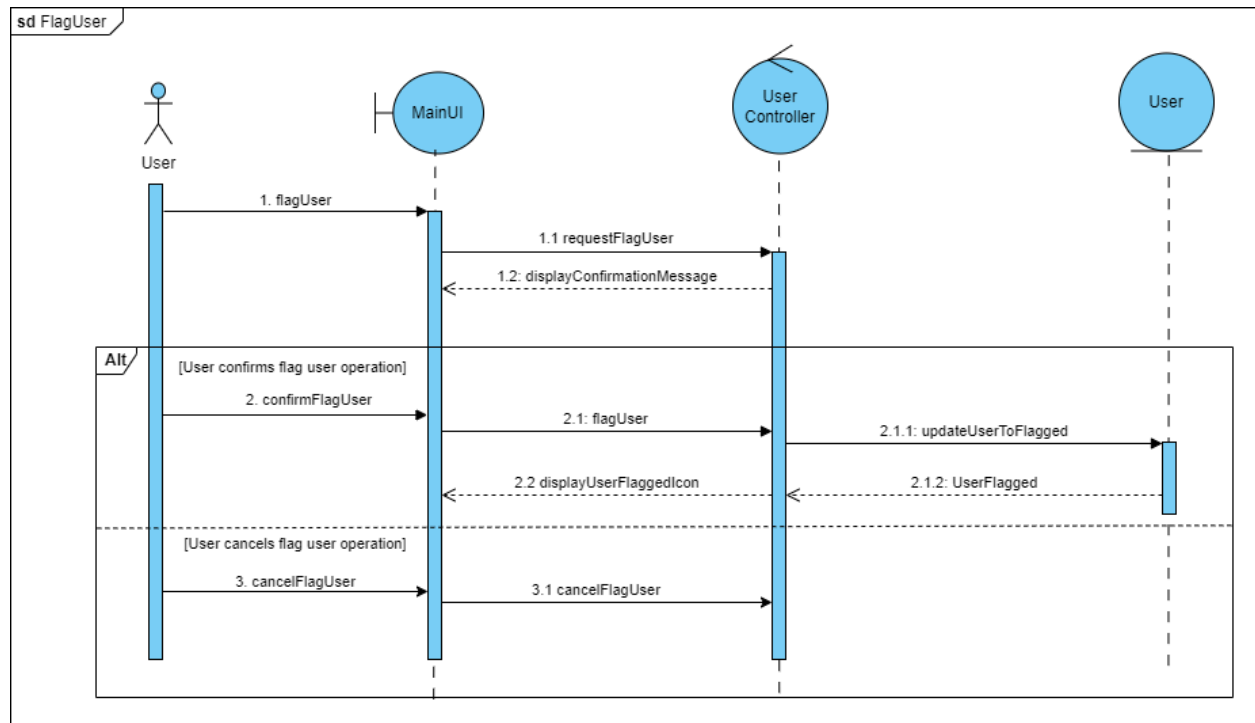 sd FlagUser
User
MainUI
User
Controller
User
1. flagUser
1.1 requestFlagUser
1.2: displayConfirmationMessage
Alt
[User confirms flag user operation]
2. confirmFlagUser
2.1: flagUser
2.1.1: updateUserToFlagged
2.2 displayUserFlaggedIcon
2.1.2: UserFlagged
[User cancels flag user operation]
3. cancelFlagUser
3.1 cancelFlagUser